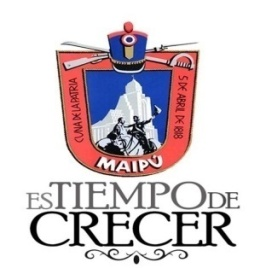 CUNA DE LA PATRIA
5 DE ABRIL DE 1818
MAIPÚ
ES TIEMPO DE
CRECER